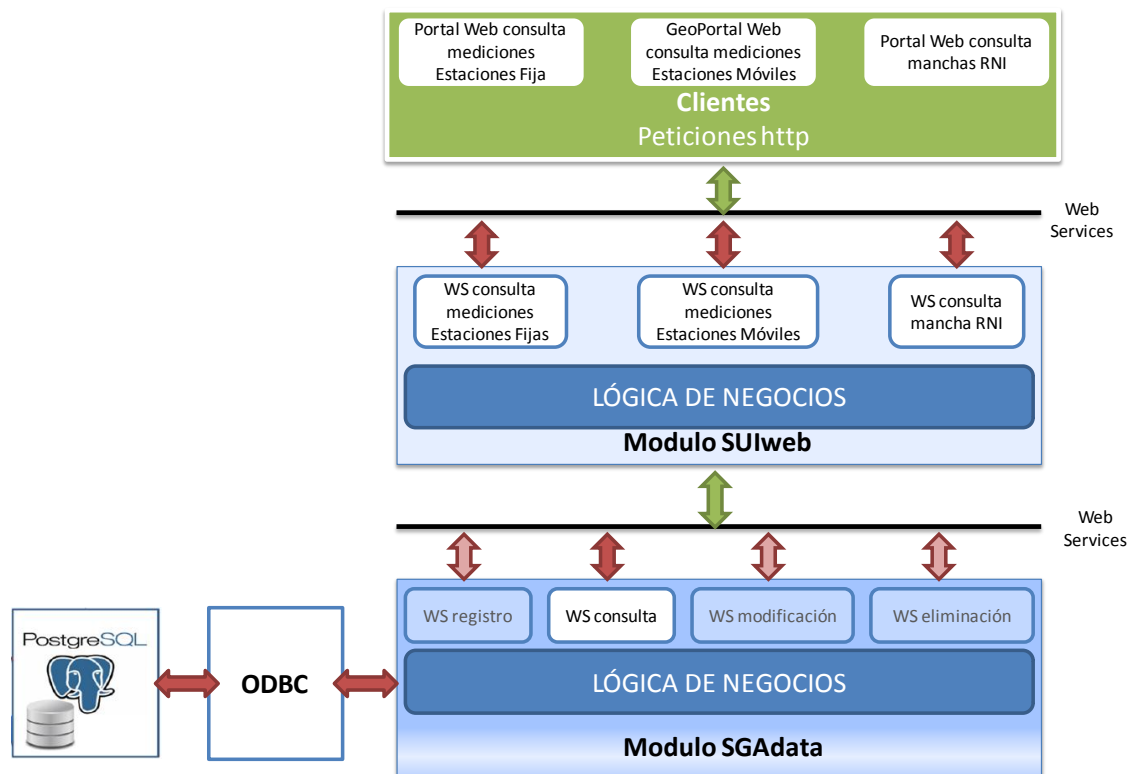 Portal Web consulta
mediciones
Estaciones Fija
GeoPortal Web
consulta mediciones
Estaciones Móviles
Portal Web consulta
manchas RNI
Clientes
Peticiones http
Web
Services
WS consulta
mediciones
Estaciones Fijas
WS consulta
mediciones
Estaciones Móviles
WS consulta
mancha RNI
LÓGICA DE NEGOCIOS
Modulo SUIweb
Web
Services
WS registro
WS consulta
WS modificación
WS eliminación
PostgreSQL
ODBC
LÓGICA DE NEGOCIOS
Modulo SGAdata